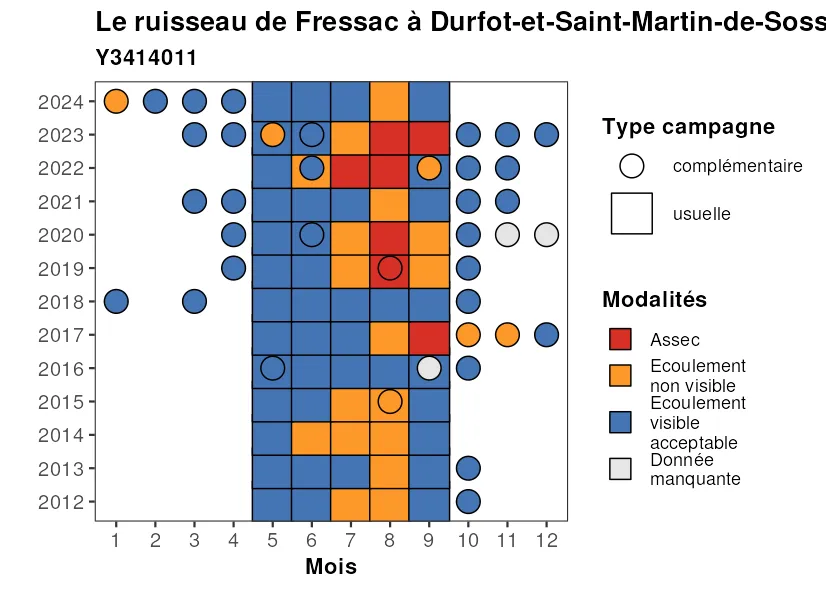 Le ruisseau de Fressac à Durfot-et-Saint-Martin-de-Soss
Y3414011
2024
2023
2022
2021
2020
2019
2018
2017
2016
2015
2014
2013
2012
1 2 3 4 5 6 7 8 9 10 11 12
Mois
Type campagne
complémentaire
usuelle
Modalités
Assec
Ecoulement
non visible
Ecoulement
visible
acceptable
Donnée
manquante